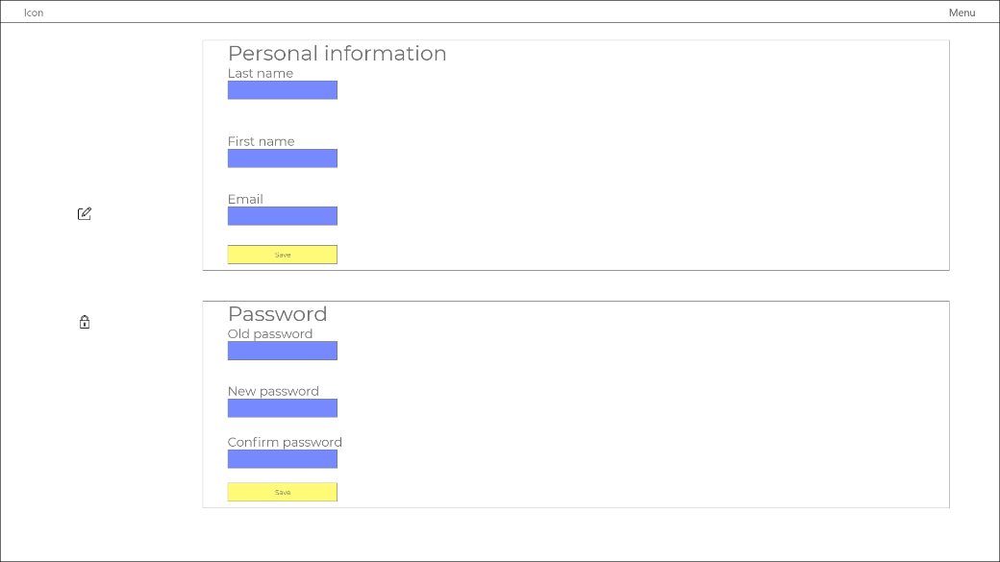 Icon
Menu
Personal information
Last name
First name
Email
Save
Password
Old password
New password
Confirm password
Save